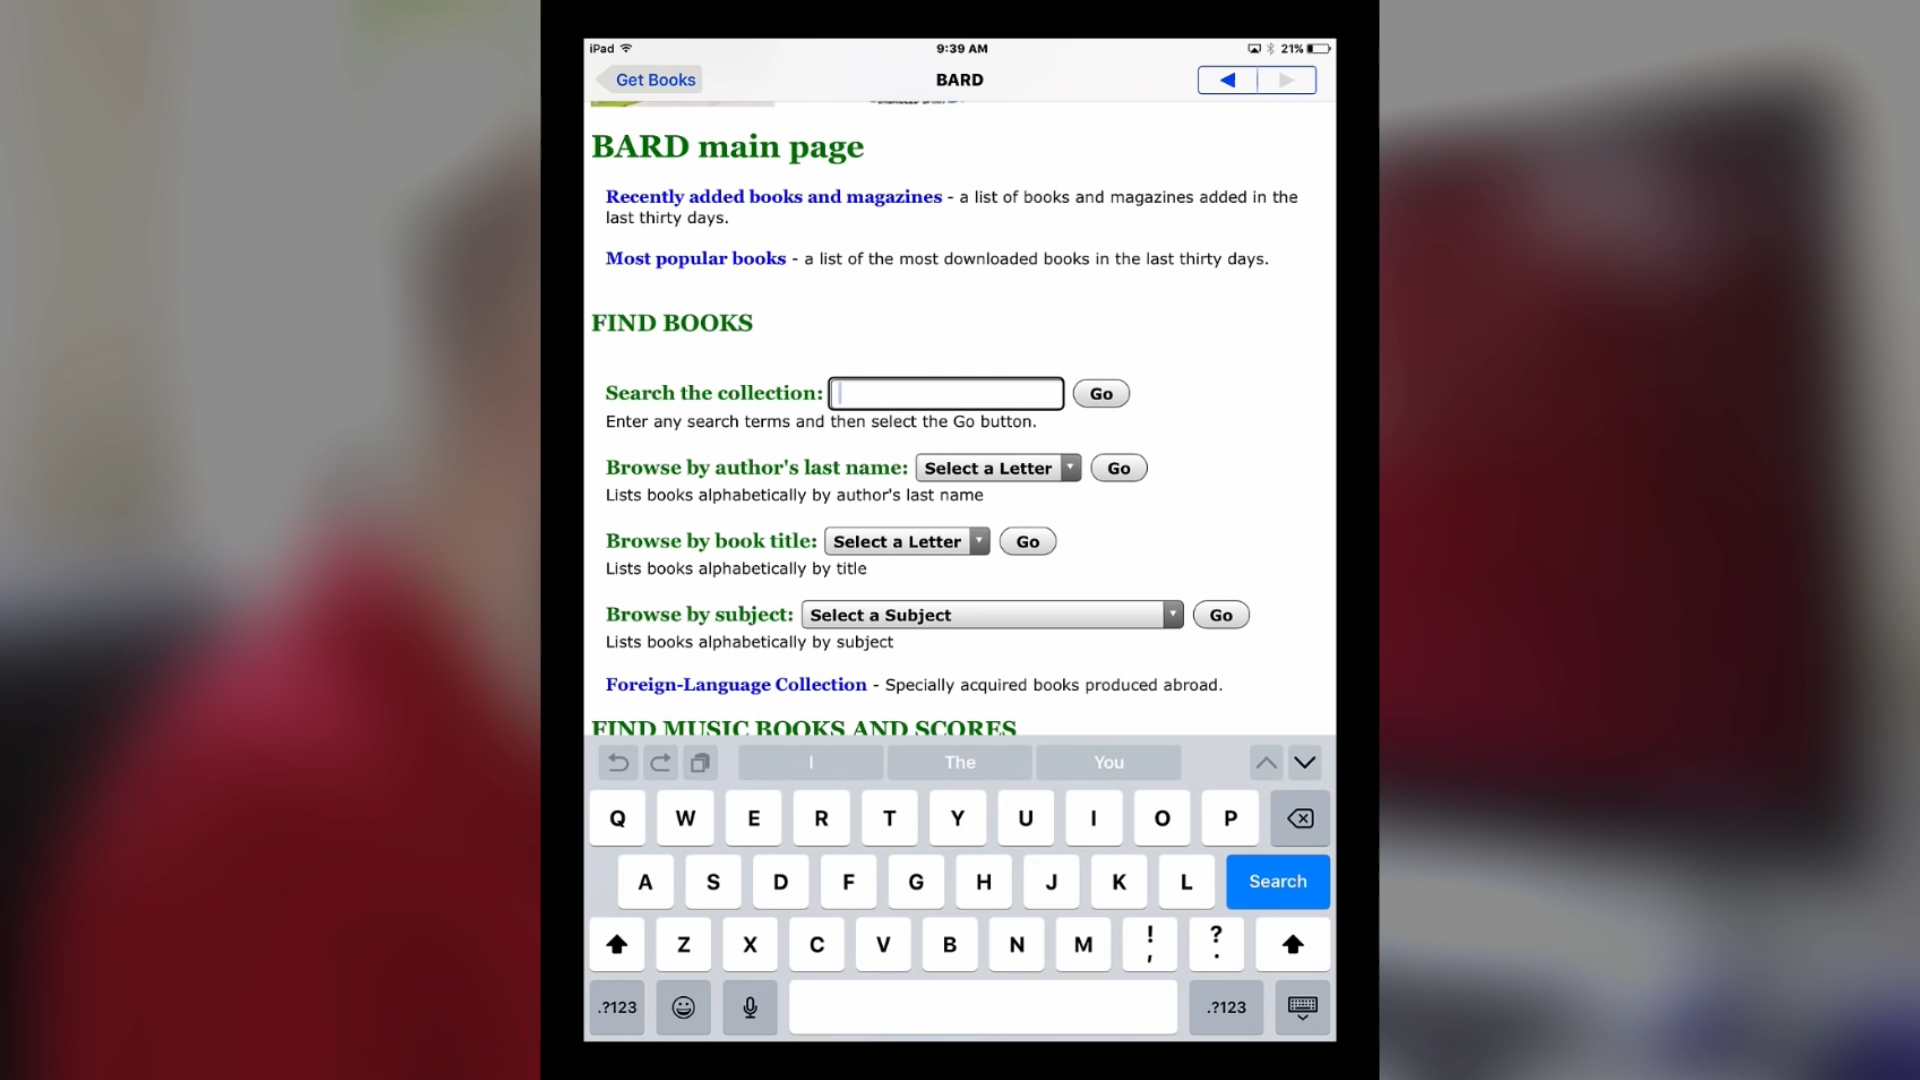 iPad 9:39 AM 21%
Get Books BARD
BARD main page
Recently added books and magazines - a list of books and magazines added in the
last thirty days.
Most popular books - a list of the most downloaded books in the last thirty days.
FIND BOOKS
Search the collection: Go
Enter any search terms and then select the Go button.
Browse by author's last name: Select a Letter Go
Lists books alphabetically by author's last name
Browse by book title: Select a Letter Go
Lists books alphabetically by title
Browse by subject: Select a Subject Go
Lists books alphabetically by subject
Foreign-Language Collection - Specially acquired books produced abroad.
FIND MUSIC BOOKS AND SCORES
I The You
Q W E R T Y U I O P
A S D F G H J K L Search
Z X C V B N M ! , ? .
.?123 .?123